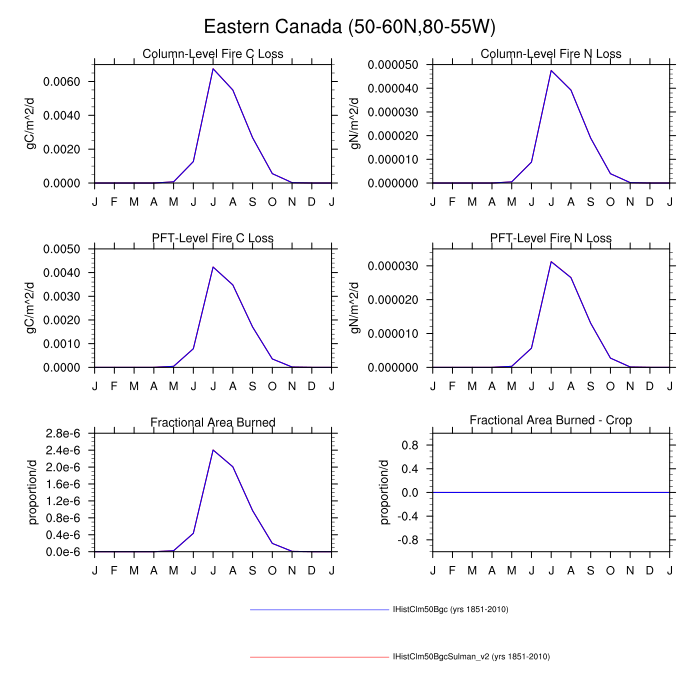 Eastern Canada (50-60N,80-55W)
Column-Level Fire C Loss
gC/m^2/d
0.0060
0.0040
0.0020
0.0000
J F M A M J J A S O N D J
Column-Level Fire N Loss
gN/m^2/d
0.000050
0.000040
0.000030
0.000020
0.000010
0.000000
J F M A M J J A S O N D J
PFT-Level Fire C Loss
gC/m^2/d
0.0050
0.0040
0.0030
0.0020
0.0010
0.0000
J F M A M J J A S O N D J
PFT-Level Fire N Loss
gN/m^2/d
0.000030
0.000020
0.000010
0.000000
J F M A M J J A S O N D J
Fractional Area Burned
proportion/d
2.8e-6
2.4e-6
2.0e-6
1.6e-6
1.2e-6
0.8e-6
0.4e-6
0.0e-6
J F M A M J J A S O N D J
Fractional Area Burned - Crop
proportion/d
0.8
0.4
0.0
-0.4
-0.8
J F M A M J J A S O N D J
IHistClm50Bgc (yrs 1851-2010)
IHistClm50BgcSulman_v2 (yrs 1851-2010)